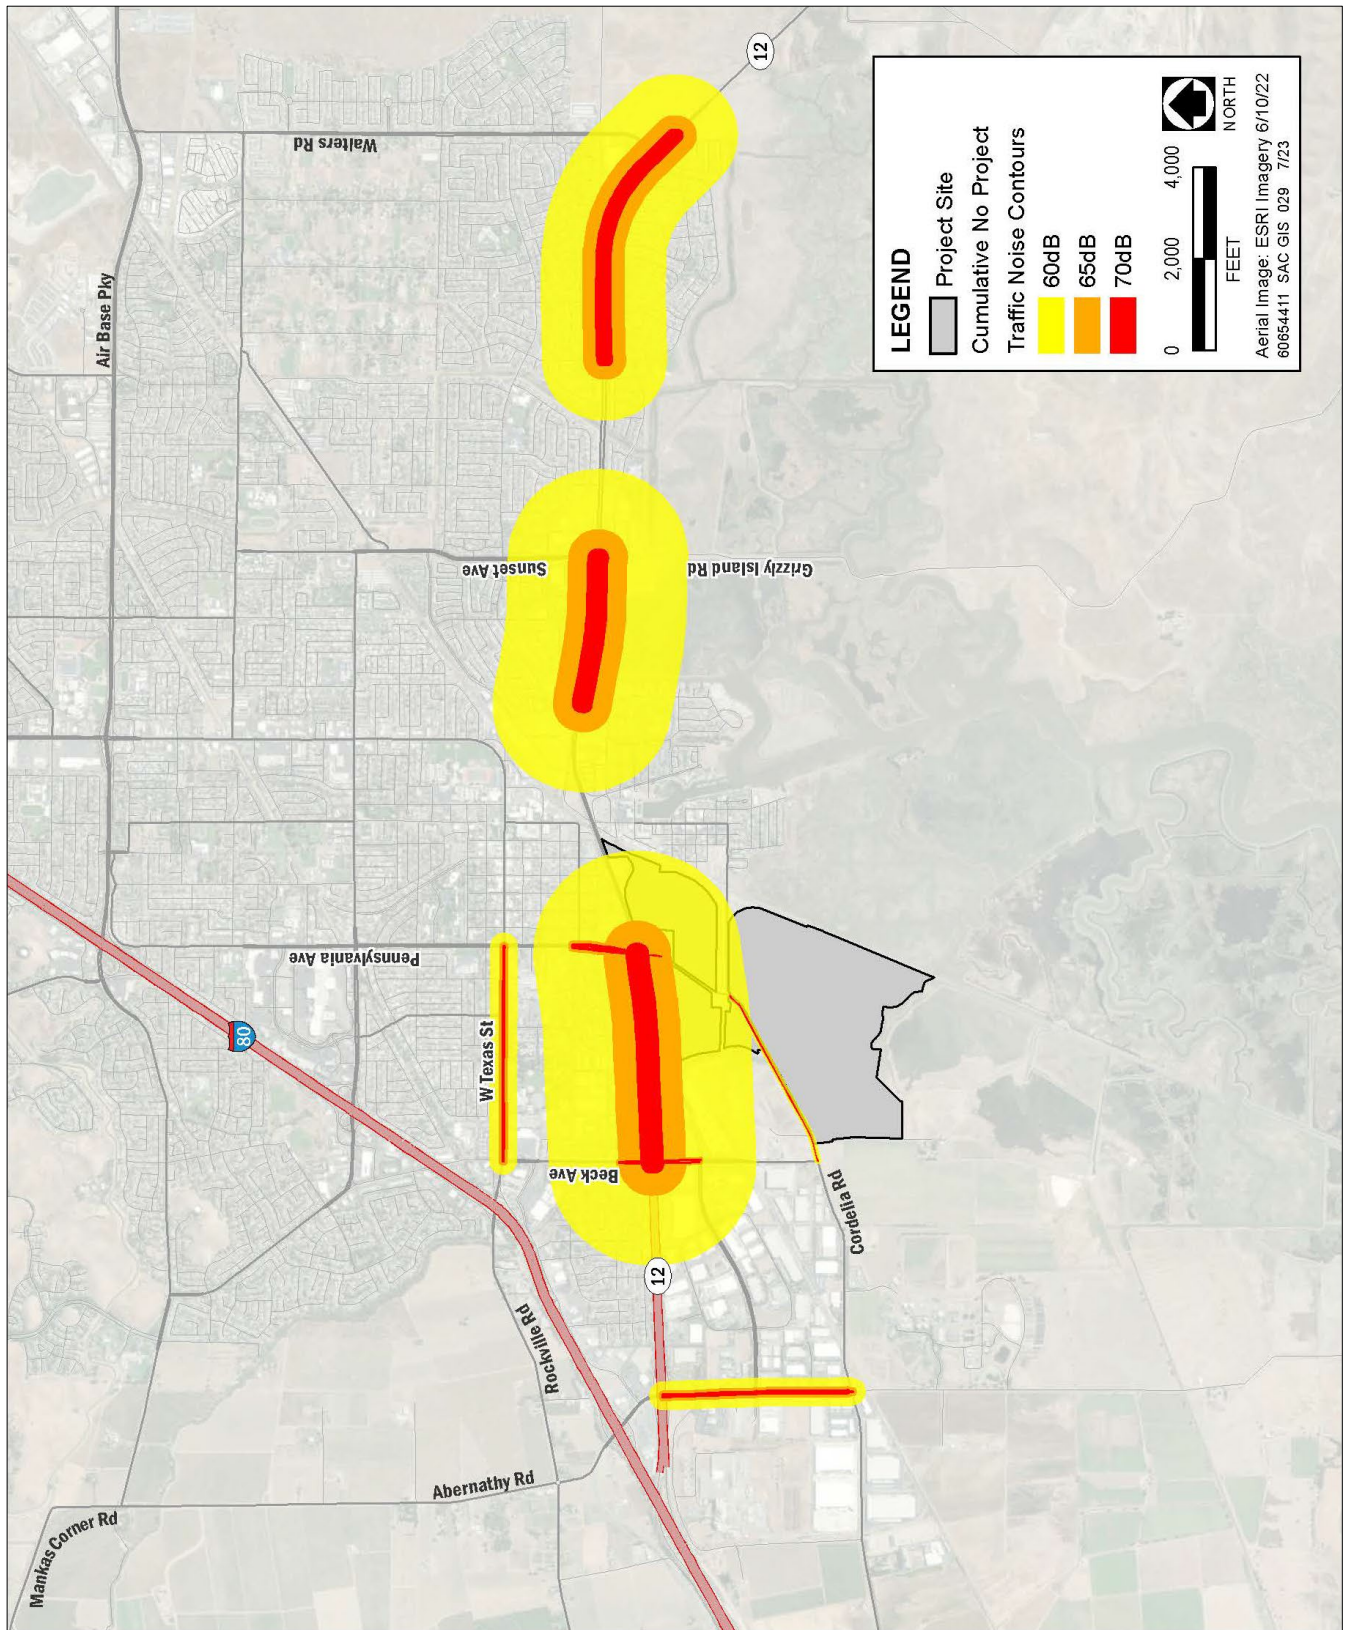 12
Walters Rd
Air Base Pky
Sunset Ave
Grizzly Island Rd
Pennsylvania Ave
80
W Texas St
Beck Ave
Cordelia Rd
12
Rockville Rd
Abernathy Rd
Mankas Corner Rd
LEGEND
Project Site
Cumulative No Project
Traffic Noise Contours
60dB
65dB
70dB
0 2,000 4,000
FEET
NORTH
Aerial Image: ESRI Imagery 6/10/22
60654411 SAC GIS 029 7/23